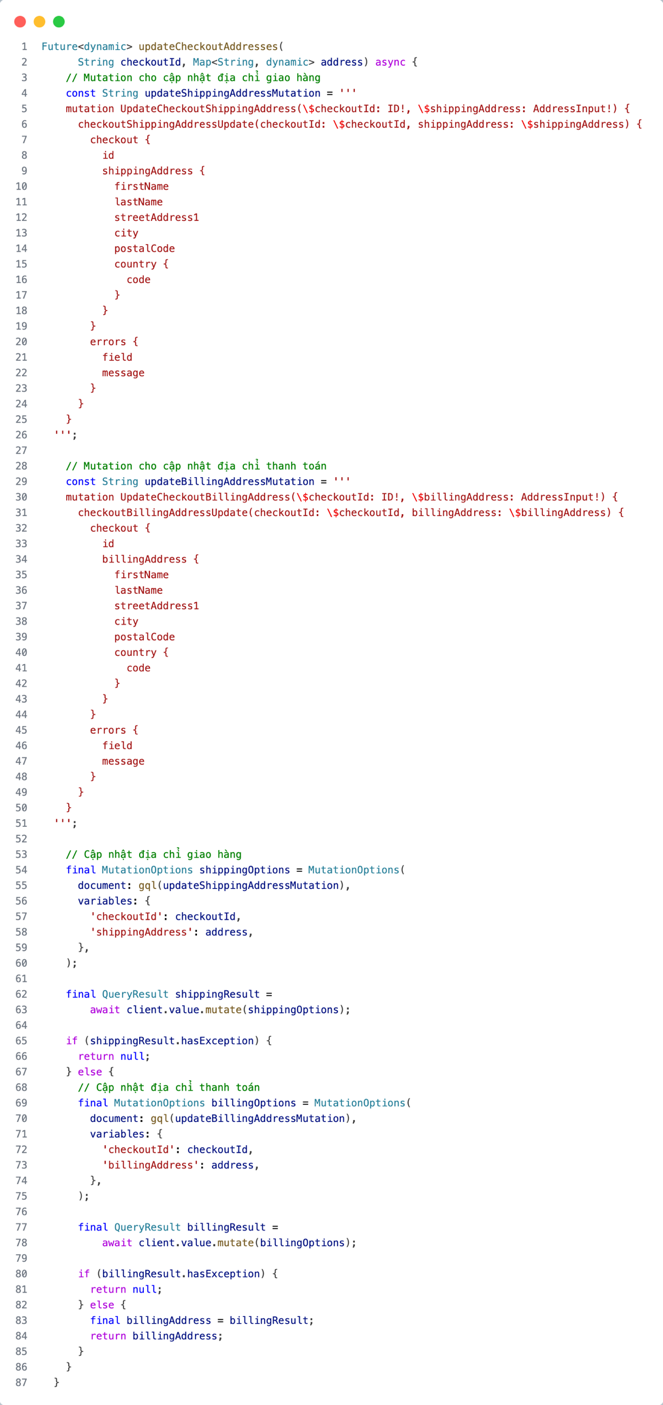 1 Future<dynamic> updateCheckoutAddresses(
2 String checkoutId, Map<String, dynamic> address) async {
3 // Mutation cho cập nhật địa chỉ giao hàng
4 const String updateShippingAddressMutation = '''
5 mutation UpdateCheckoutShippingAddress(\$checkoutId: ID!, \$shippingAddress: AddressInput!) {
6 checkoutShippingAddressUpdate(checkoutId: \$checkoutId, shippingAddress: \$shippingAddress) {
7 checkout {
8 id
9 shippingAddress {
10 firstName
11 lastName
12 streetAddress1
13 city
14 postalCode
15 country {
16 code
17 }
18 }
19 }
20 errors {
21 field
22 message
23 }
24 }
25 }
26 ''';
27
28 // Mutation cho cập nhật địa chỉ thanh toán
29 const String updateBillingAddressMutation = '''
30 mutation UpdateCheckoutBillingAddress(\$checkoutId: ID!, \$billingAddress: AddressInput!) {
31 checkoutBillingAddressUpdate(checkoutId: \$checkoutId, billingAddress: \$billingAddress) {
32 checkout {
33 id
34 billingAddress {
35 firstName
36 lastName
37 streetAddress1
38 city
39 postalCode
40 country {
41 code
42 }
43 }
44 }
45 errors {
46 field
47 message
48 }
49 }
50 }
51 ''';
52
53 // Cập nhật địa chỉ giao hàng
54 final MutationOptions shippingOptions = MutationOptions(
55 document: gql(updateShippingAddressMutation),
56 variables: {
57 'checkoutId': checkoutId,
58 'shippingAddress': address,
59 },
60 );
61
62 final QueryResult shippingResult =
63 await client.value.mutate(shippingOptions);
64
65 if (shippingResult.hasException) {
66 return null;
67 } else {
68 // Cập nhật địa chỉ thanh toán
69 final MutationOptions billingOptions = MutationOptions(
70 document: gql(updateBillingAddressMutation),
71 variables: {
72 'checkoutId': checkoutId,
73 'billingAddress': address,
74 },
75 );
76
77 final QueryResult billingResult =
78 await client.value.mutate(billingOptions);
79
80 if (billingResult.hasException) {
81 return null;
82 } else {
83 final billingAddress = billingResult;
84 return billingAddress;
85 }
86 }
87 }